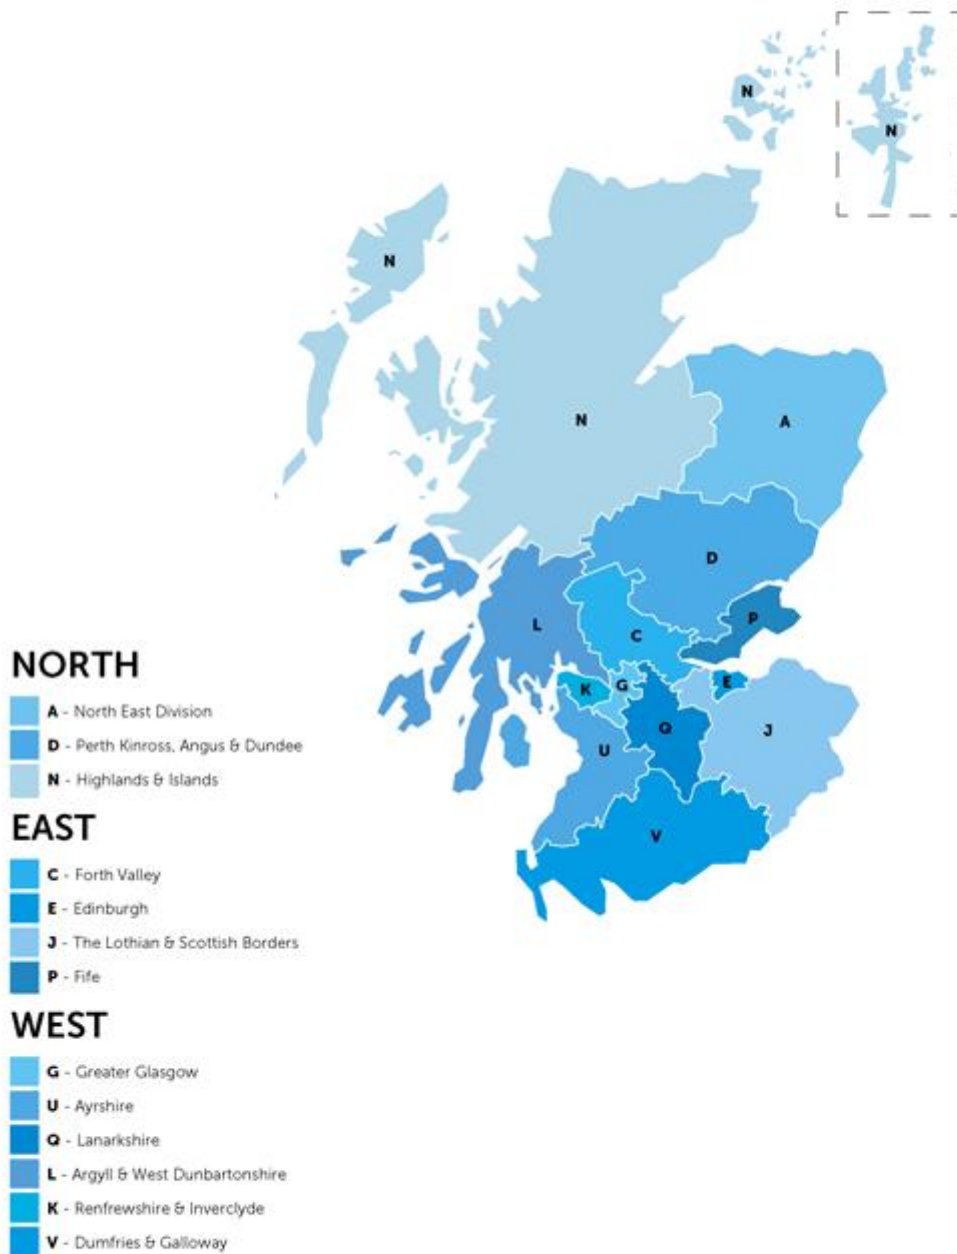 N
N
N
N
A
D
L
P
C
K
G
E
Q
J
U
V
NORTH
A - North East Division
D - Perth Kinross, Angus & Dundee
N - Highlands & Islands
EAST
C - Forth Valley
E - Edinburgh
J - The Lothian & Scottish Borders
P - Fife
WEST
G - Greater Glasgow
U - Ayrshire
Q - Lanarkshire
L - Argyll & West Dunbartonshire
K - Renfrewshire & Inverclyde
V - Dumfries & Galloway